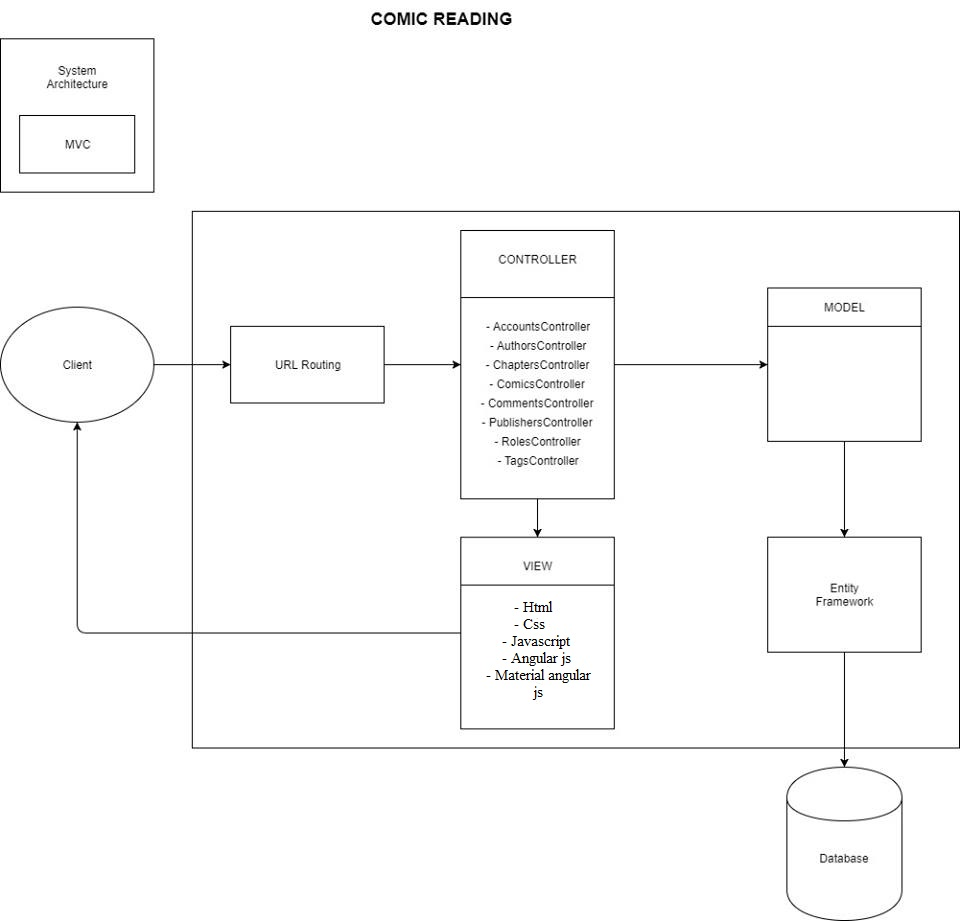 COMIC READING
System
Architecture
MVC
Client
URL Routing
CONTROLLER
- AccountsController
- AuthorsController
- ChaptersController
- ComicsController
- CommentsController
- PublishersController
- RolesController
- TagsController
MODEL
VIEW
- Html
- Css
- Javascript
- Angular js
- Material angular
js
Entity
Framework
Database